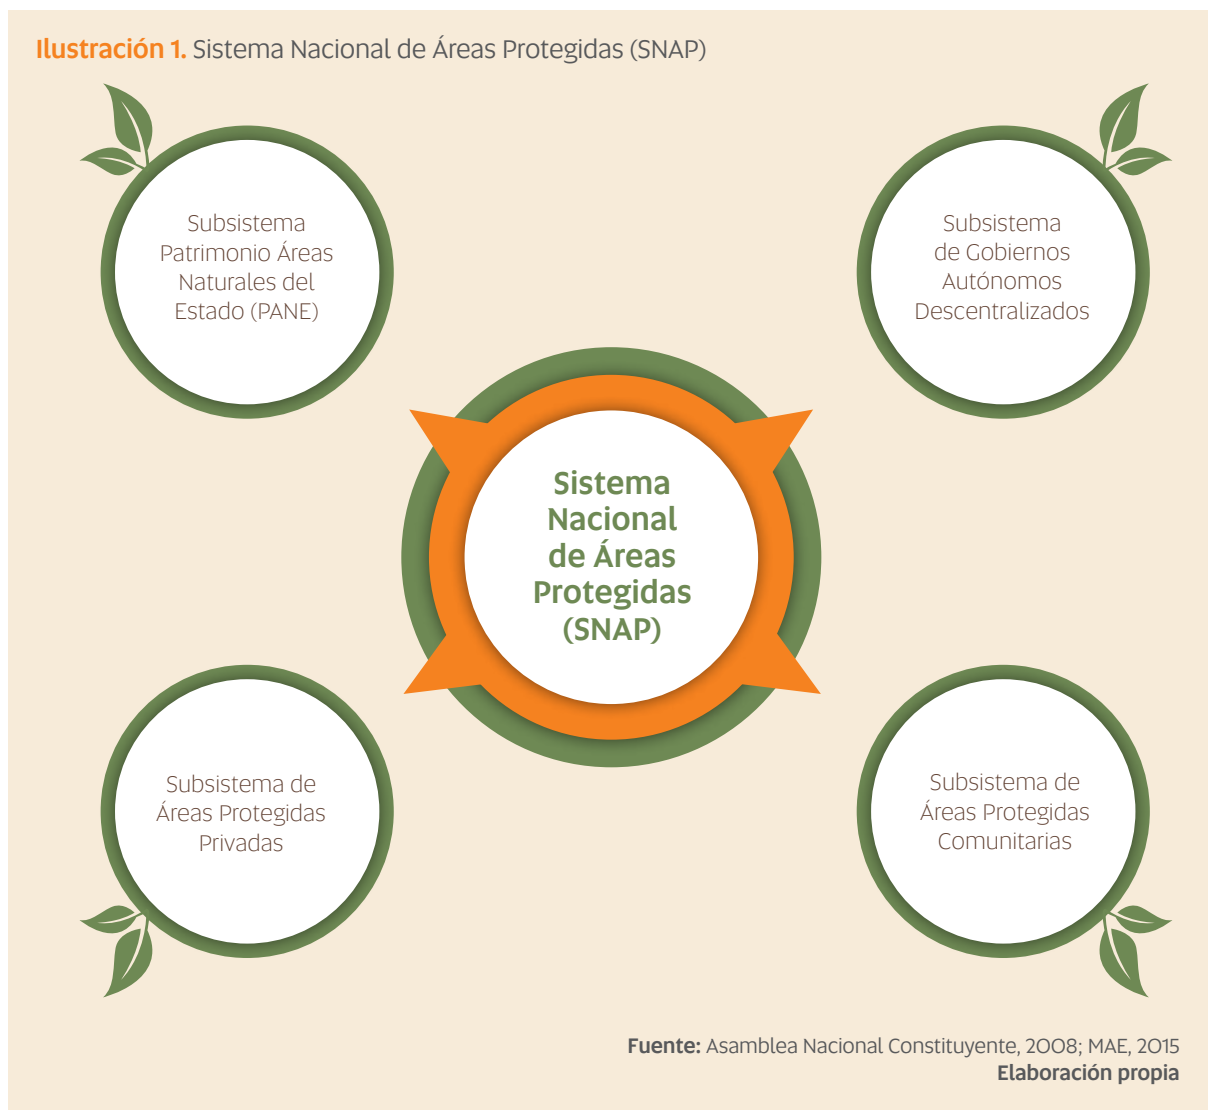 Ilustración 1. Sistema Nacional de Áreas Protegidas (SNAP)
Subsistema
Patrimonio Áreas
Naturales del
Estado (PANE)
Subsistema
de Gobiernos
Autónomos
Descentralizados
Sistema
Nacional
de Áreas
Protegidas
(SNAP)
Subsistema de
Áreas Protegidas
Privadas
Subsistema de
Áreas Protegidas
Comunitarias
Fuente: Asamblea Nacional Constituyente, 2008; MAE, 2015
Elaboración propia